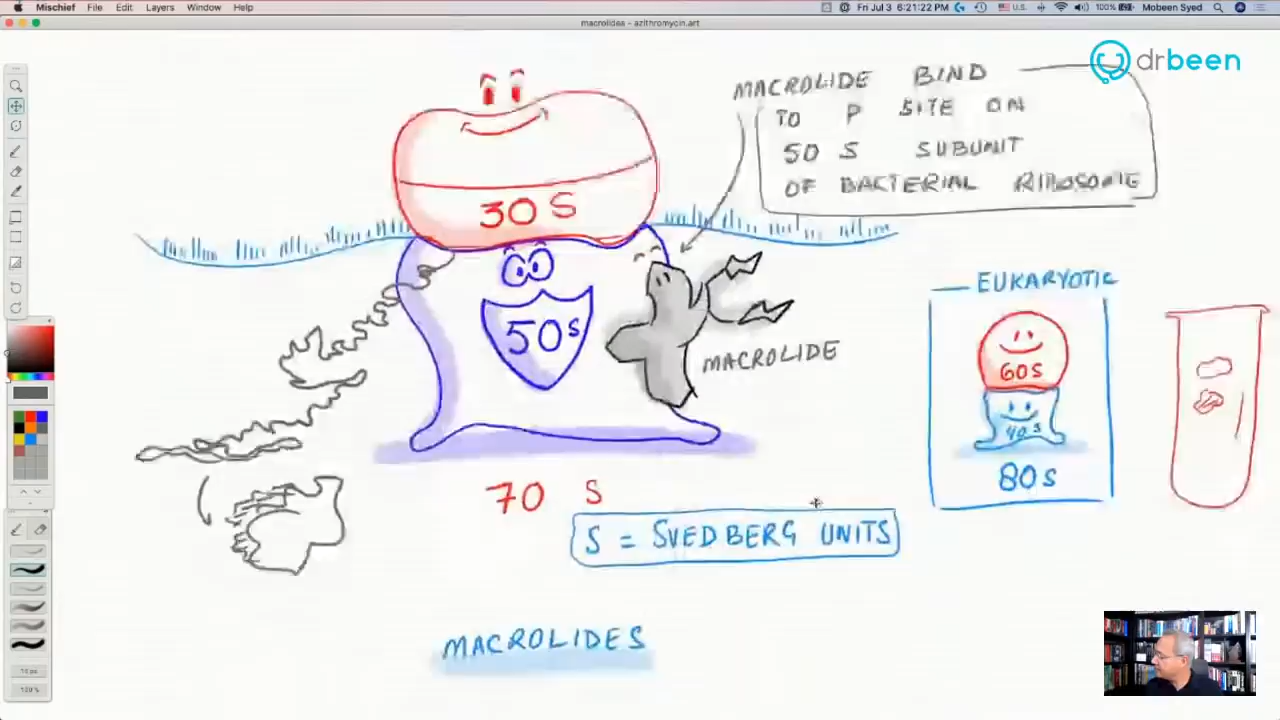 Mischief File Edit Layers Window Help
U.S. 100% Fri Jul 3 6:21:22 PM Mobeen Syed
macrolides - azithromycin.art
drbeen
MACROLIDE BIND
TO P SITE ON
50 S SUBUNIT
OF BACTERIAL RIBOSOME
30 S
EUKARYOTIC
50 S
MACROLIDE
60 S
40 S
80 S
70 S
S = SVEDBERG UNITS
MACROLIDES